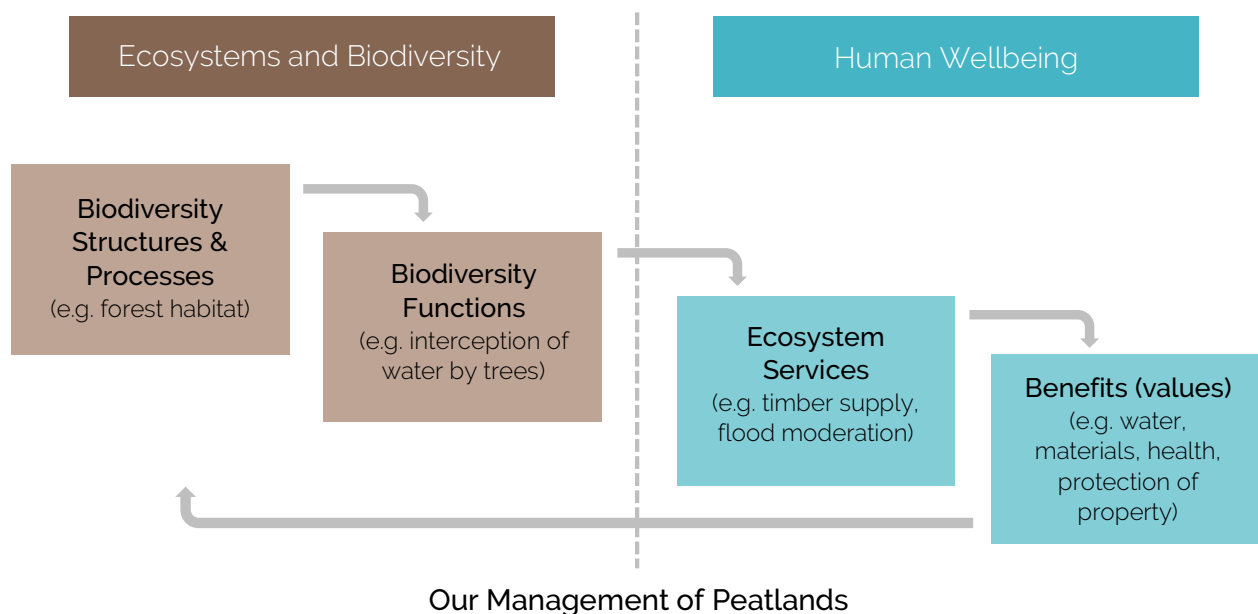 Ecosystems and Biodiversity
Human Wellbeing
Biodiversity
Structures &
Processes
(e.g. forest habitat)
Biodiversity
Functions
(e.g. interception of
water by trees)
Ecosystem
Services
(e.g. timber supply,
flood moderation)
Benefits (values)
(e.g. water,
materials, health,
protection of
property)
Our Management of Peatlands